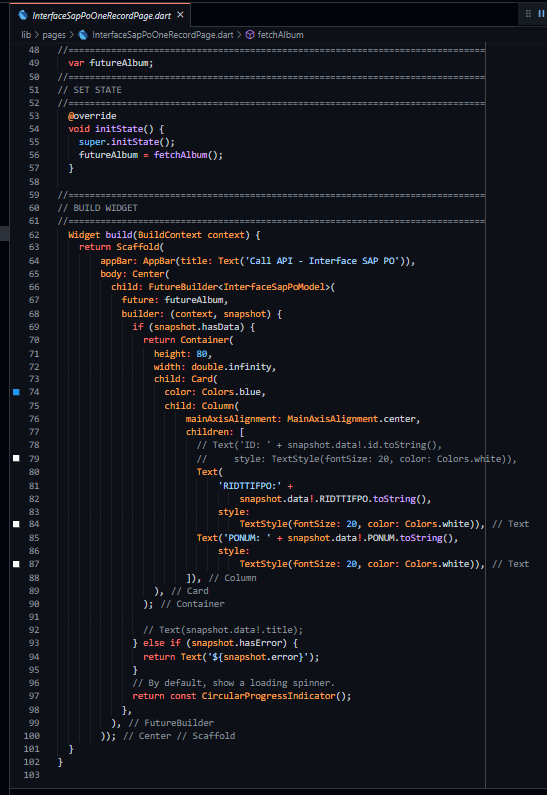 InterfaceSapPoOneRecordPage.dart ×
lib > pages > InterfaceSapPoOneRecordPage.dart > fetchAlbum
48 //==============================================================================
49 var futureAlbum;
50 //==============================================================================
51 // SET STATE
52 //==============================================================================
53 @override
54 void initState() {
55 super.initState();
56 futureAlbum = fetchAlbum();
57 }
58
59 //==============================================================================
60 // BUILD WIDGET
61 //==============================================================================
62 Widget build(BuildContext context) {
63 return Scaffold(
64 appBar: AppBar(title: Text('Call API - Interface SAP PO')),
65 body: Center(
66 child: FutureBuilder<InterfaceSapPoModel>(
67 future: futureAlbum,
68 builder: (context, snapshot) {
69 if (snapshot.hasData) {
70 return Container(
71 height: 80,
72 width: double.infinity,
73 child: Card(
74 color: Colors.blue,
75 child: Column(
76 mainAxisAlignment: MainAxisAlignment.center,
77 children: [
78 // Text('ID: ' + snapshot.data!.id.toString(),
79 // style: TextStyle(fontSize: 20, color: Colors.white)),
80 Text(
81 'RIDTTIFPO:' +
82 snapshot.data!.RIDTTIFPO.toString(),
83 style:
84 TextStyle(fontSize: 20, color: Colors.white)), // Text
85 Text('PONUM: ' + snapshot.data!.PONUM.toString(),
86 style:
87 TextStyle(fontSize: 20, color: Colors.white)), // Text
88 ]), // Column
89 ), // Card
90 ); // Container
91
92 // Text(snapshot.data!.title);
93 } else if (snapshot.hasError) {
94 return Text('${snapshot.error}');
95 }
96 // By default, show a loading spinner.
97 return const CircularProgressIndicator();
98 },
99 ), // FutureBuilder
100 )); // Center // Scaffold
101 }
102 }
103